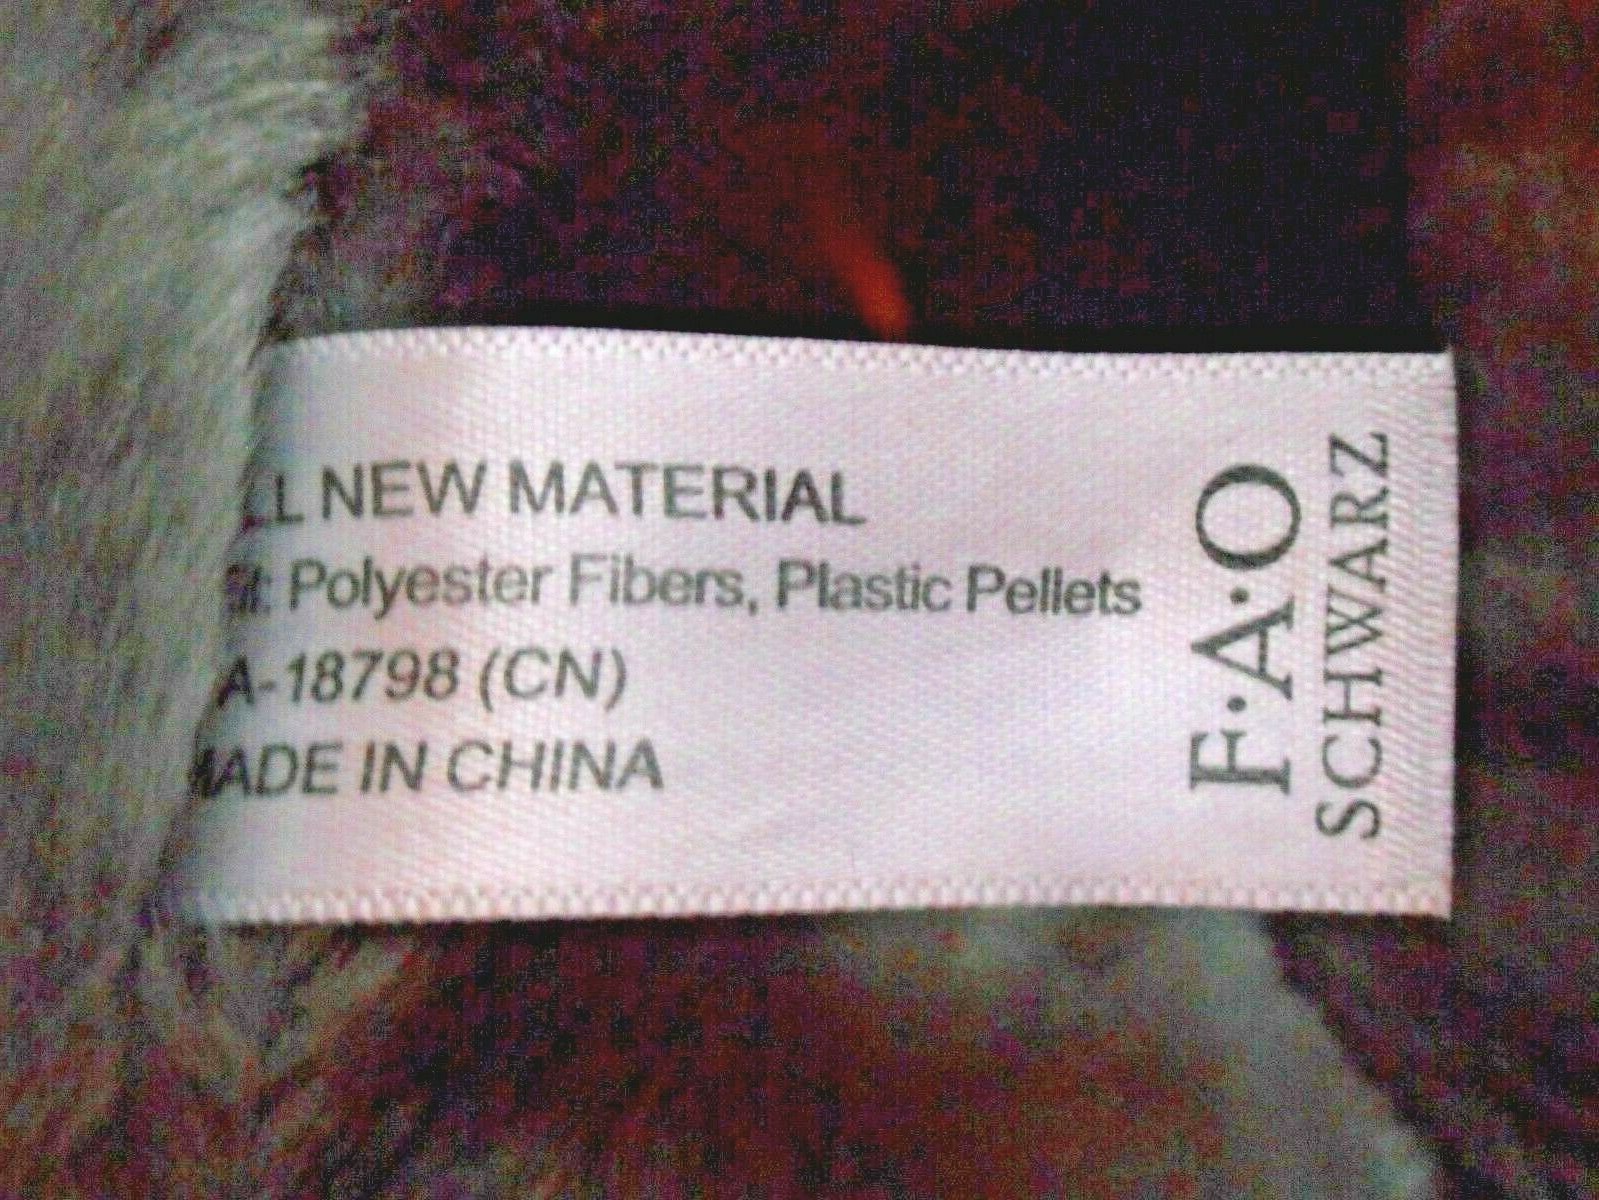 LL NEW MATERIAL
Polyester Fibers, Plastic Pellets
A-18798 (CN)
MADE IN CHINA
F·A·O
SCHWARZ